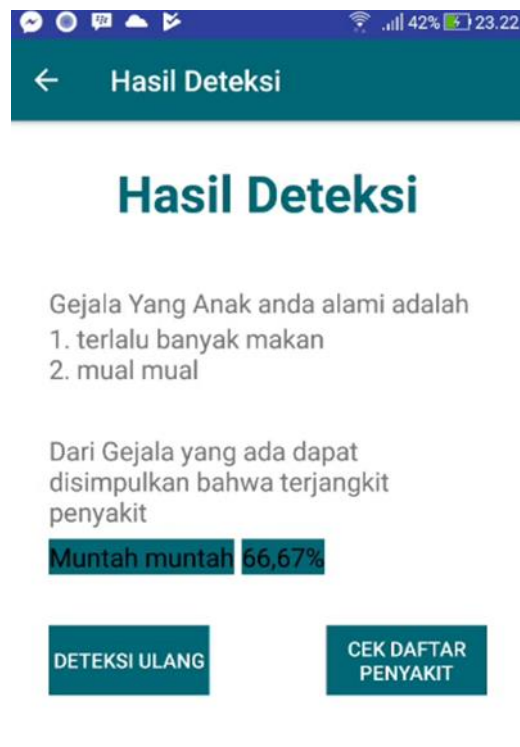 42% 23.22
Hasil Deteksi
Hasil Deteksi
Gejala Yang Anak anda alami adalah
1. terlalu banyak makan
2. mual mual
Dari Gejala yang ada dapat
disimpulkan bahwa terjangkit
penyakit
Muntah muntah 66,67%
DETEKSI ULANG
CEK DAFTAR
PENYAKIT